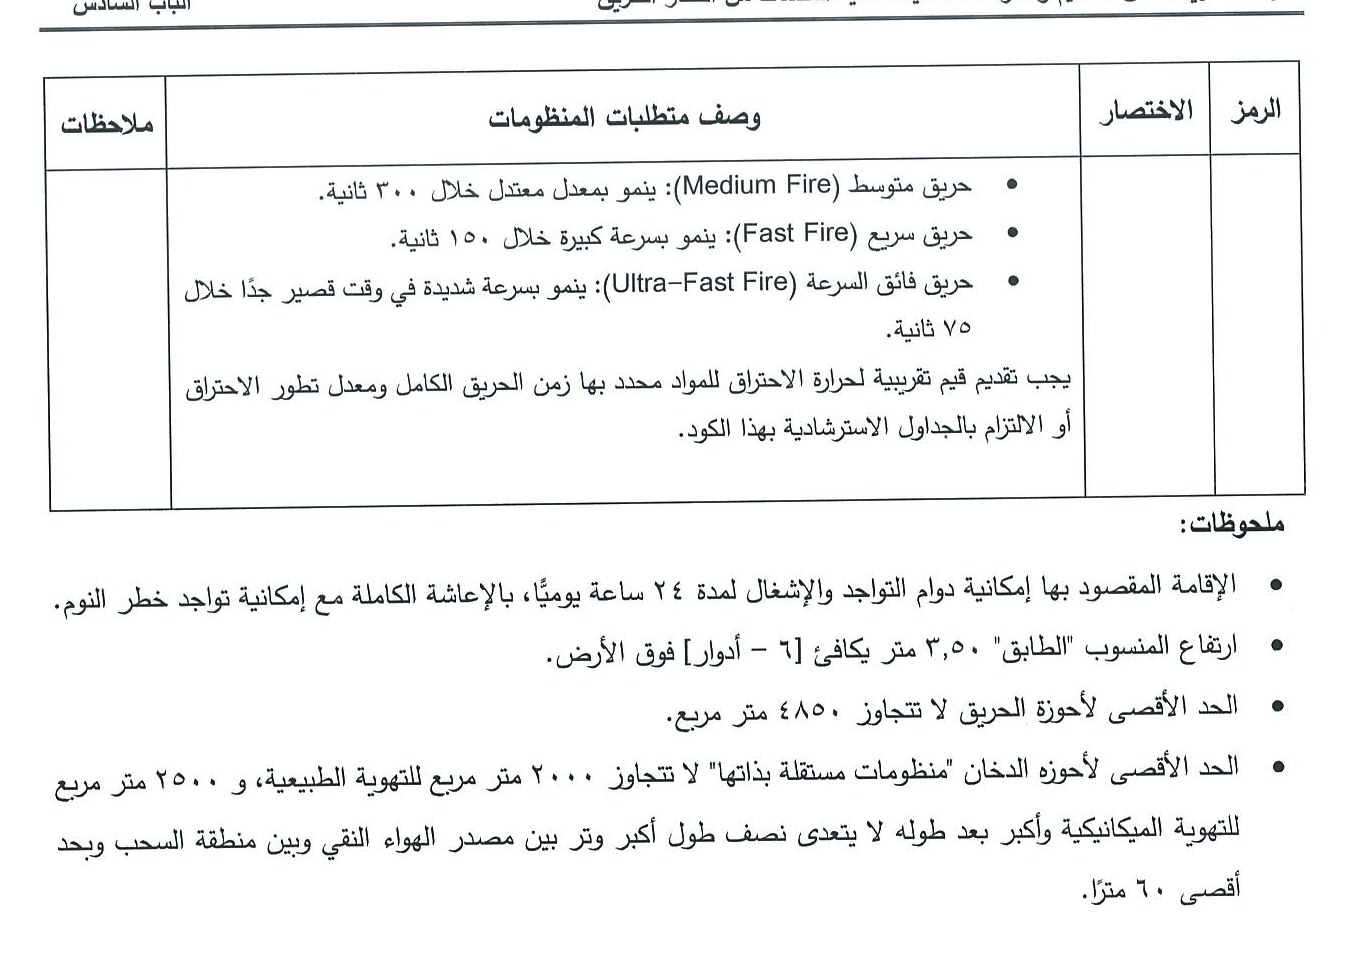 الباب السادس
الرمز
الاختصار
وصف متطلبات المنظومات
ملاحظات
• حريق متوسط (Medium Fire): ينمو بمعدل معتدل خلال ٣٠٠ ثانية.
• حريق سريع (Fast Fire): ينمو بسرعة كبيرة خلال ١٥٠ ثانية.
• حريق فائق السرعة (Ultra-Fast Fire): ينمو بسرعة شديدة في وقت قصير جدًا خلال
٧٥ ثانية.
يجب تقديم قيم تقريبية لحرارة الاحتراق للمواد محدد بها زمن الحريق الكامل ومعدل تطور الاحتراق
أو الالتزام بالجداول الاسترشادية بهذا الكود.
ملحوظات:
• الإقامة المقصود بها إمكانية دوام التواجد والإشغال لمدة ٢٤ ساعة يوميًّا، بالإعاشة الكاملة مع إمكانية تواجد خطر النوم.
• ارتفاع المنسوب "الطابق" ٣,٥٠ متر يكافئ [٦ - أدوار] فوق الأرض.
• الحد الأقصى لأحوزة الحريق لا تتجاوز ٤٨٥٠ متر مربع.
• الحد الأقصى لأحوزه الدخان "منظومات مستقلة بذاتها" لا تتجاوز ٢٠٠٠ متر مربع للتهوية الطبيعية، و ٢٥٠٠ متر مربع
للتهوية الميكانيكية وأكبر بعد طوله لا يتعدى نصف طول أكبر وتر بين مصدر الهواء النقي وبين منطقة السحب وبحد
أقصى ٦٠ مترًا.